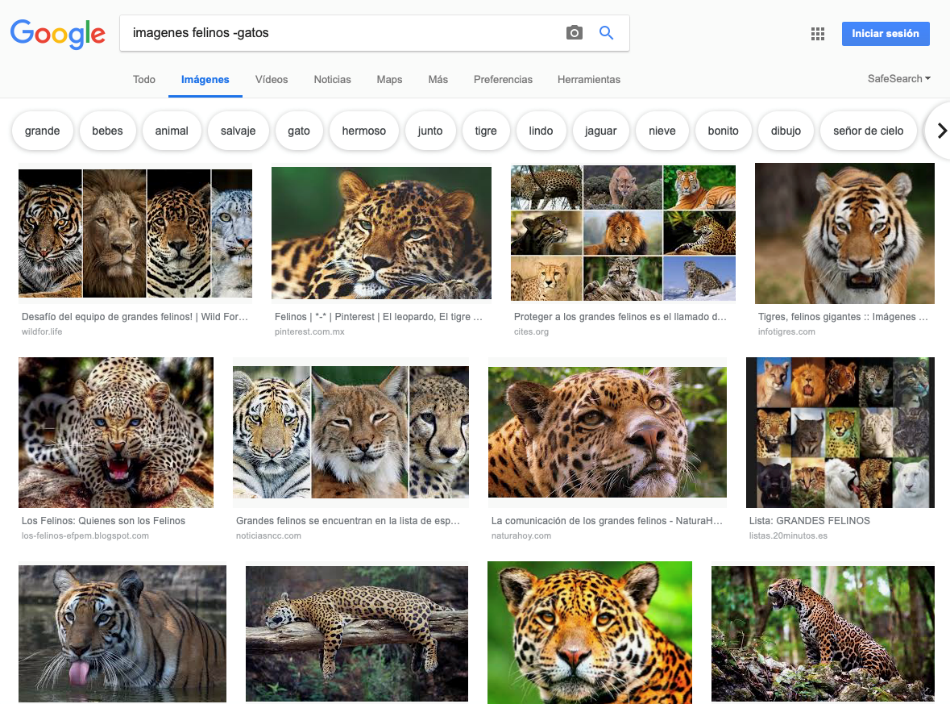 Google
imagenes felinos -gatos
Iniciar sesión
Todo Imágenes Vídeos Noticias Maps Más Preferencias Herramientas SafeSearch
grande bebes animal salvaje gato hermoso junto tigre lindo jaguar nieve bonito dibujo señor de cielo
Desafío del equipo de grandes felinos! | Wild For... Felinos | *-* | Pinterest | El leopardo, El tigre ... Proteger a los grandes felinos es el llamado d... Tigres, felinos gigantes :: Imágenes ...
wildfor.life pinterest.com.mx cites.org infotigres.com
Los Felinos: Quienes son los Felinos Grandes felinos se encuentran en la lista de esp... La comunicación de los grandes felinos - NaturaH... Lista: GRANDES FELINOS
los-felinos-efpem.blogspot.com noticiasncc.com naturahoy.com listas.20minutos.es